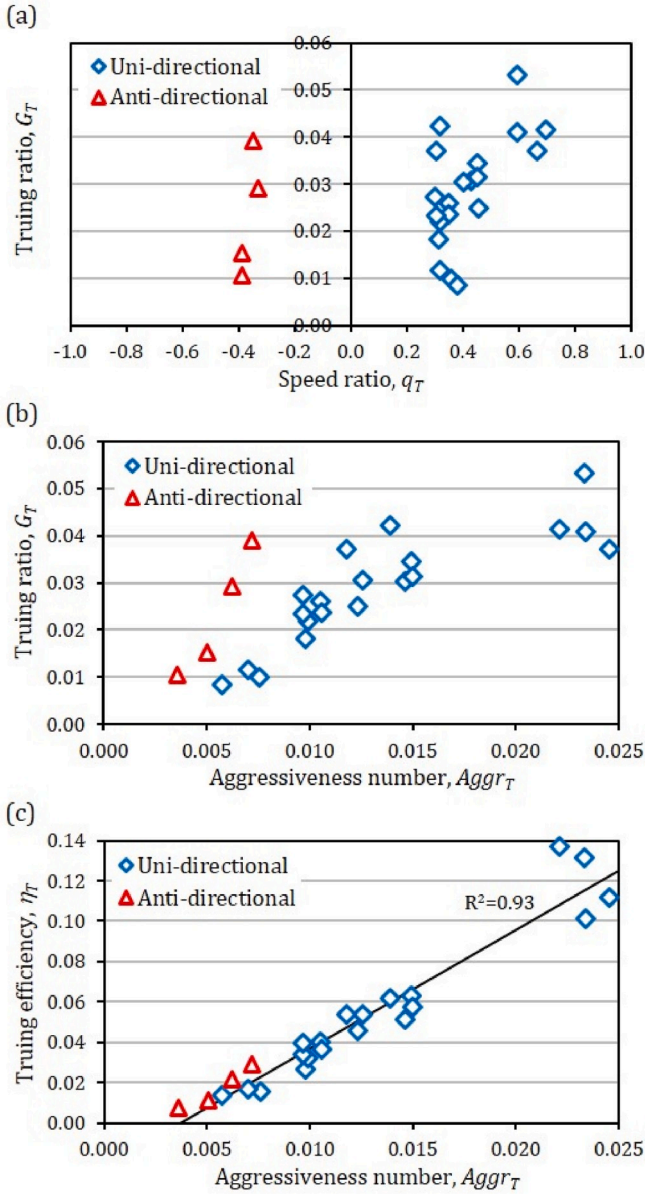 (a)
0.06
Uni-directional
Anti-directional
0.05
0.04
0.03
0.02
0.01
0.00
Truing ratio, G_T
-1.0 -0.8 -0.6 -0.4 -0.2 0.0 0.2 0.4 0.6 0.8 1.0
Speed ratio, q_T
(b)
0.06
Uni-directional
0.05
Anti-directional
0.04
0.03
0.02
0.01
0.00
Truing ratio, G_T
0.000 0.005 0.010 0.015 0.020 0.025
Aggressiveness number, Aggr_T
(c)
0.14
Uni-directional
0.12
Anti-directional
R²=0.93
0.10
0.08
0.06
0.04
0.02
0.00
Truing efficiency, η_T
0.000 0.005 0.010 0.015 0.020 0.025
Aggressiveness number, Aggr_T